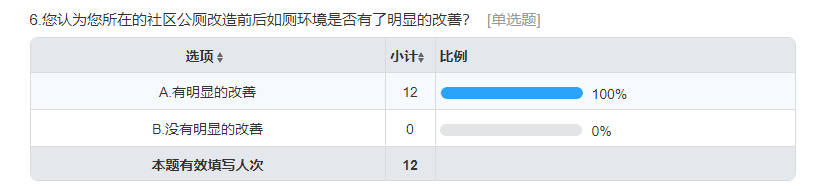 6.您认为您所在的社区公厕改造前后如厕环境是否有了明显的改善? [单选题]
选项 小计 比例
A.有明显的改善 12 100%
B.没有明显的改善 0 0%
本题有效填写人次 12